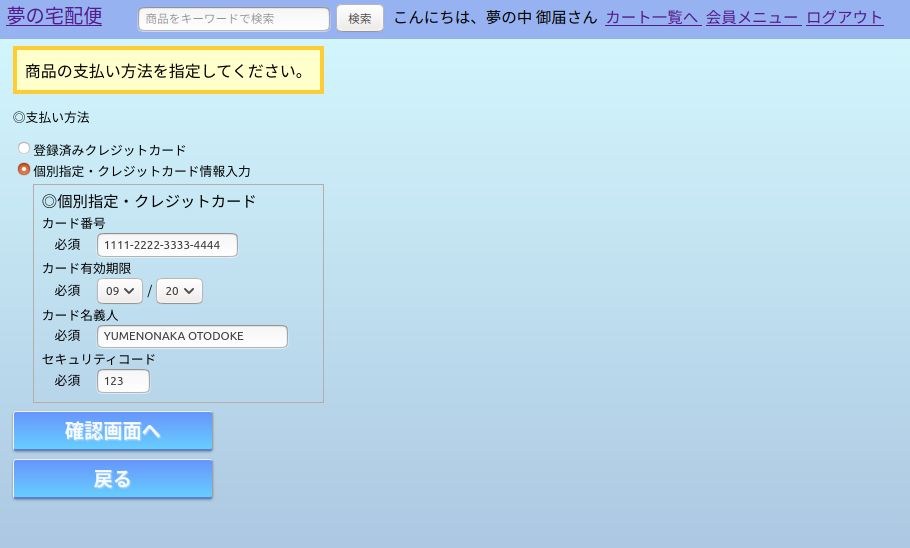 夢の宅配便 商品をキーワードで検索 検索 こんにちは、夢の中 御届さん カート一覧へ 会員メニュー ログアウト
商品の支払い方法を指定してください。
◎支払い方法
登録済みクレジットカード
個別指定・クレジットカード情報入力
◎個別指定・クレジットカード
カード番号
必須 1111-2222-3333-4444
カード有効期限
必須 09 / 20
カード名義人
必須 YUMENONAKA OTODOKE
セキュリティコード
必須 123
確認画面へ
戻る